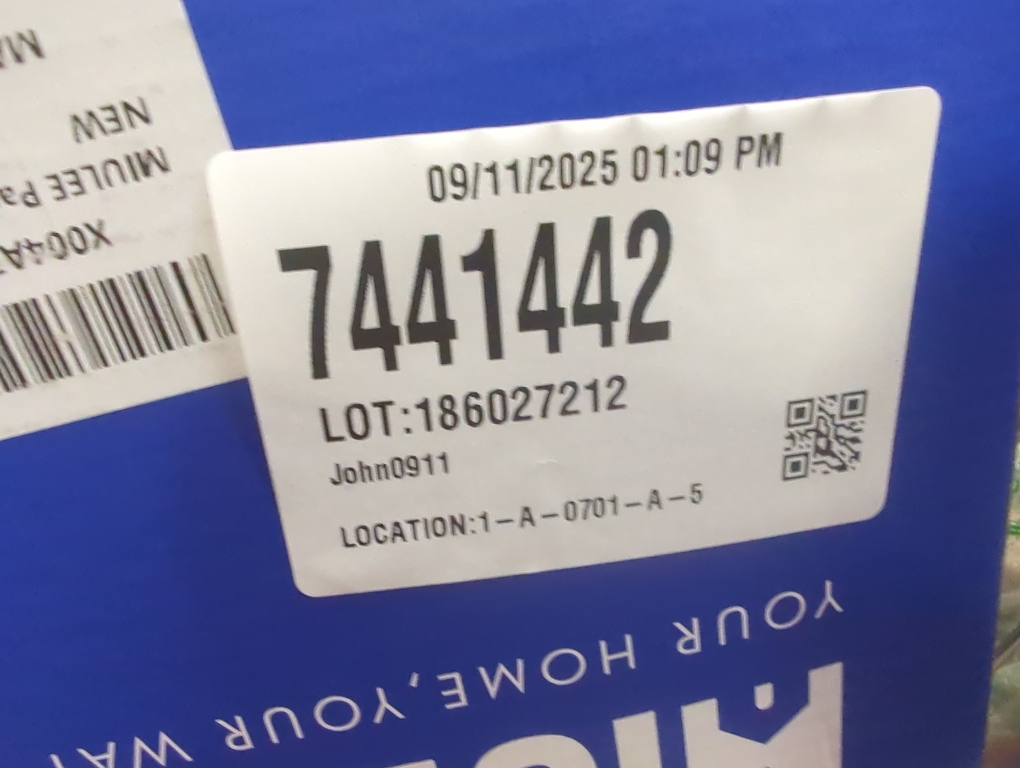 09/11/2025 01:09 PM
7441442
LOT:186027212
John0911
LOCATION:1-A-0701-A-5
NEW
MIULEE
YOUR HOME, YOUR